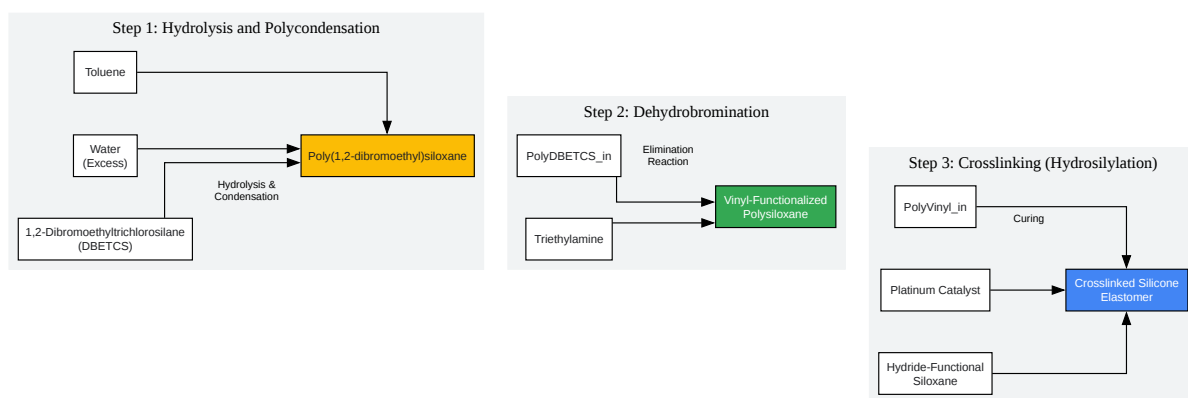 Step 1: Hydrolysis and Polycondensation
Toluene
Water
(Excess)
Poly(1,2-dibromoethyl)siloxane
Hydrolysis &
Condensation
1,2-Dibromoethyltrichlorosilane
(DBETCS)
Step 2: Dehydrobromination
PolyDBETCS_in
Elimination
Reaction
Vinyl-Functionalized
Polysiloxane
Triethylamine
Step 3: Crosslinking (Hydrosilylation)
PolyVinyl_in
Curing
Platinum Catalyst
Crosslinked Silicone
Elastomer
Hydride-Functional
Siloxane